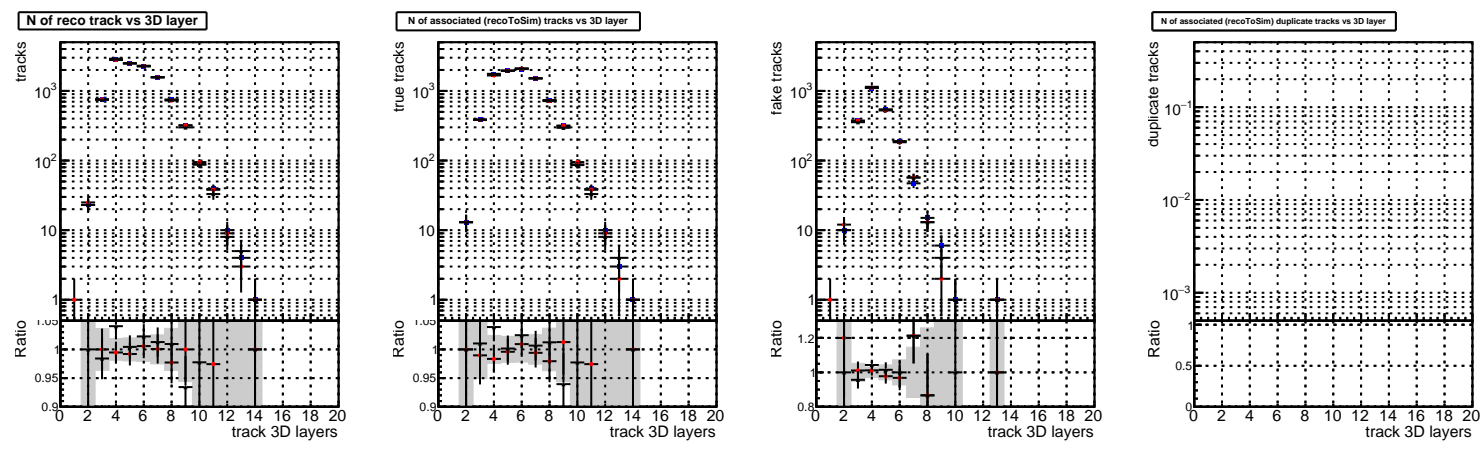 N of reco track vs 3D layer
tracks
10³
10²
10
1
Ratio
1.05
1
0.95
0.9
0 2 4 6 8 10 12 14 16 18 20
track 3D layers
N of associated (recoToSim) tracks vs 3D layer
true tracks
10³
10²
10
1
Ratio
1.05
1
0.95
0.9
0 2 4 6 8 10 12 14 16 18 20
track 3D layers
fake tracks
10³
10²
10
1
Ratio
1.2
1
0.8
0 2 4 6 8 10 12 14 16 18 20
track 3D layers
N of associated (recoToSim) duplicate tracks vs 3D layer
duplicate tracks
10⁻¹
10⁻²
10⁻³
Ratio
1
0.5
0
0 2 4 6 8 10 12 14 16 18 20
track 3D layers